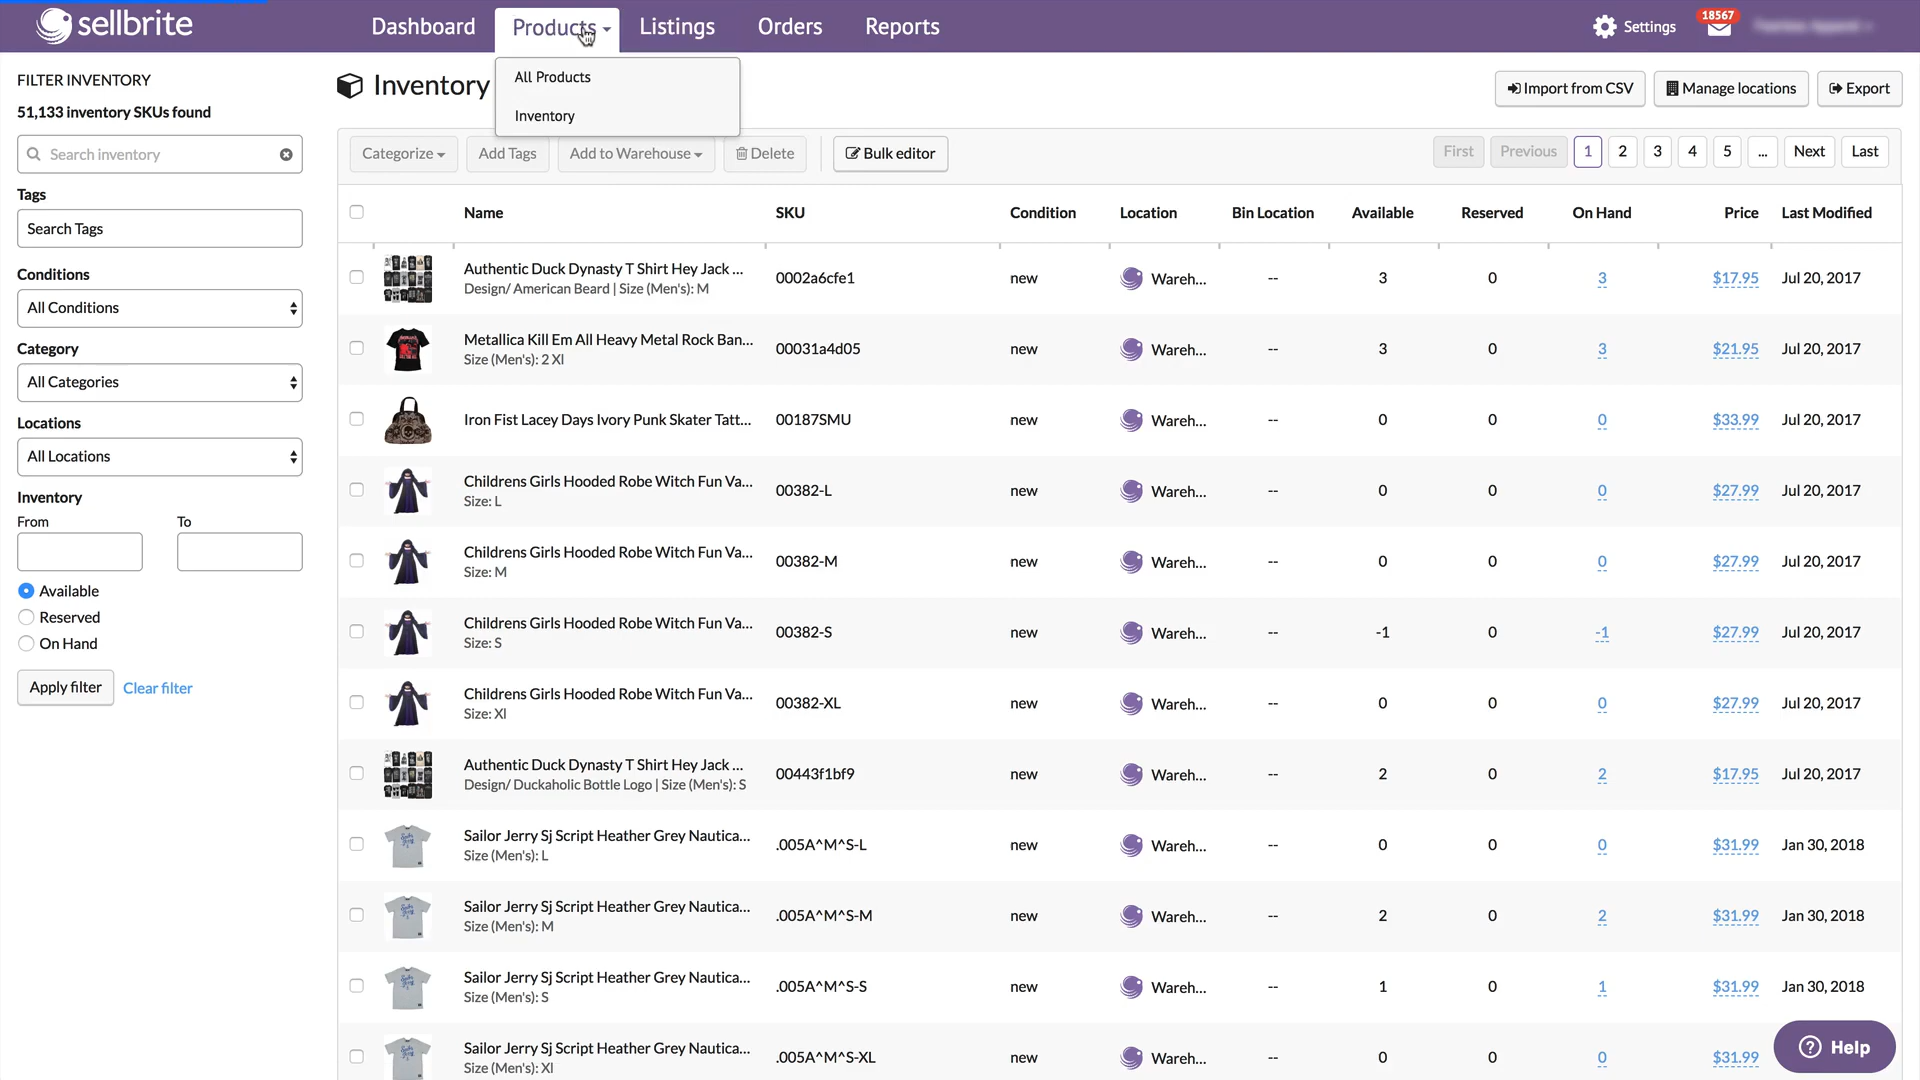 sellbrite
Dashboard
Products
Listings
Orders
Reports
Settings
18567
All Products
Inventory
FILTER INVENTORY
51,133 inventory SKUs found
Search inventory
Tags
Search Tags
Conditions
All Conditions
Category
All Categories
Locations
All Locations
Inventory
From To
Available
Reserved
On Hand
Apply filter Clear filter
Inventory
Import from CSV Manage locations Export
Categorize Add Tags Add to Warehouse Delete Bulk editor First Previous 1 2 3 4 5 ... Next Last
Name SKU Condition Location Bin Location Available Reserved On Hand Price Last Modified
Authentic Duck Dynasty T Shirt Hey Jack ...
Design/ American Beard | Size (Men's): M
0002a6cfe1 new Wareh... -- 3 0 3 $17.95 Jul 20, 2017
Metallica Kill Em All Heavy Metal Rock Ban...
Size (Men's): 2 Xl
00031a4d05 new Wareh... -- 3 0 3 $21.95 Jul 20, 2017
Iron Fist Lacey Days Ivory Punk Skater Tatt... 00187SMU new Wareh... -- 0 0 0 $33.99 Jul 20, 2017
Childrens Girls Hooded Robe Witch Fun Va...
Size: L
00382-L new Wareh... -- 0 0 0 $27.99 Jul 20, 2017
Childrens Girls Hooded Robe Witch Fun Va...
Size: M
00382-M new Wareh... -- 0 0 0 $27.99 Jul 20, 2017
Childrens Girls Hooded Robe Witch Fun Va...
Size: S
00382-S new Wareh... -- -1 0 -1 $27.99 Jul 20, 2017
Childrens Girls Hooded Robe Witch Fun Va...
Size: Xl
00382-XL new Wareh... -- 0 0 0 $27.99 Jul 20, 2017
Authentic Duck Dynasty T Shirt Hey Jack ...
Design/ Duckaholic Bottle Logo | Size (Men's): S
00443f1bf9 new Wareh... -- 2 0 2 $17.95 Jul 20, 2017
Sailor Jerry Sj Script Heather Grey Nautica...
Size (Men's): L
.005A^M^S-L new Wareh... -- 0 0 0 $31.99 Jan 30, 2018
Sailor Jerry Sj Script Heather Grey Nautica...
Size (Men's): M
.005A^M^S-M new Wareh... -- 2 0 2 $31.99 Jan 30, 2018
Sailor Jerry Sj Script Heather Grey Nautica...
Size (Men's): S
.005A^M^S-S new Wareh... -- 1 0 1 $31.99 Jan 30, 2018
Sailor Jerry Sj Script Heather Grey Nautica...
Size (Men's): Xl
.005A^M^S-XL new Wareh... -- 0 0 0 $31.99
Help